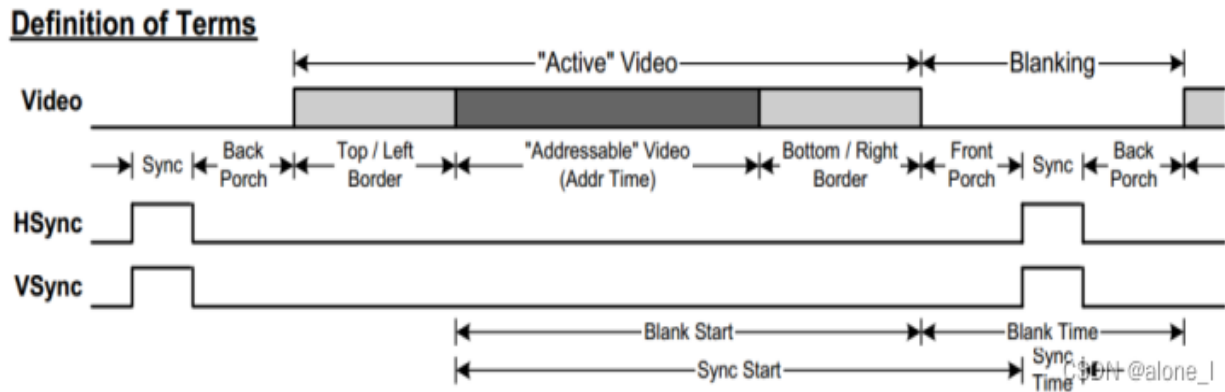 Definition of Terms
"Active" Video
Blanking
Video
Sync
Back
Porch
Top / Left
Border
"Addressable" Video
(Addr Time)
Bottom / Right
Border
Front
Porch
Sync
Back
Porch
HSync
VSync
Blank Start
Blank Time
Sync Start
Sync
Time
CSDN @alone_l